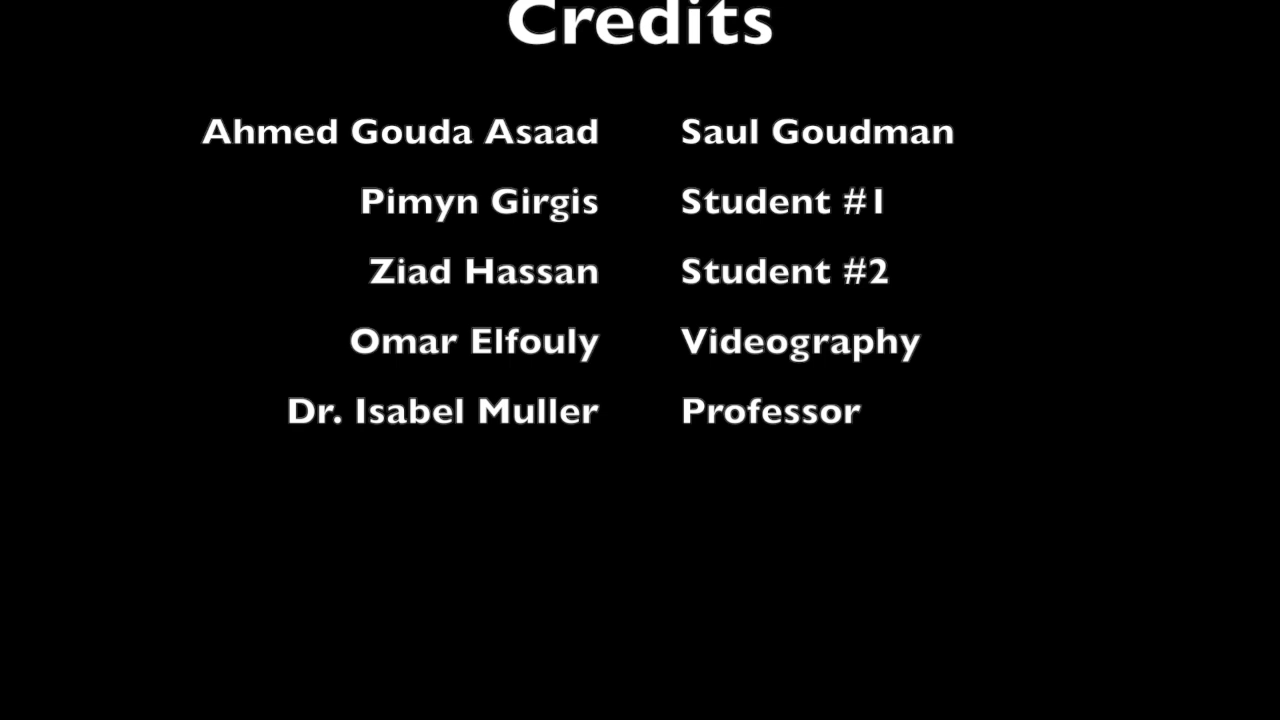 Credits
Ahmed Gouda Asaad Saul Goudman
Pimyn Girgis Student #1
Ziad Hassan Student #2
Omar Elfouly Videography
Dr. Isabel Muller Professor